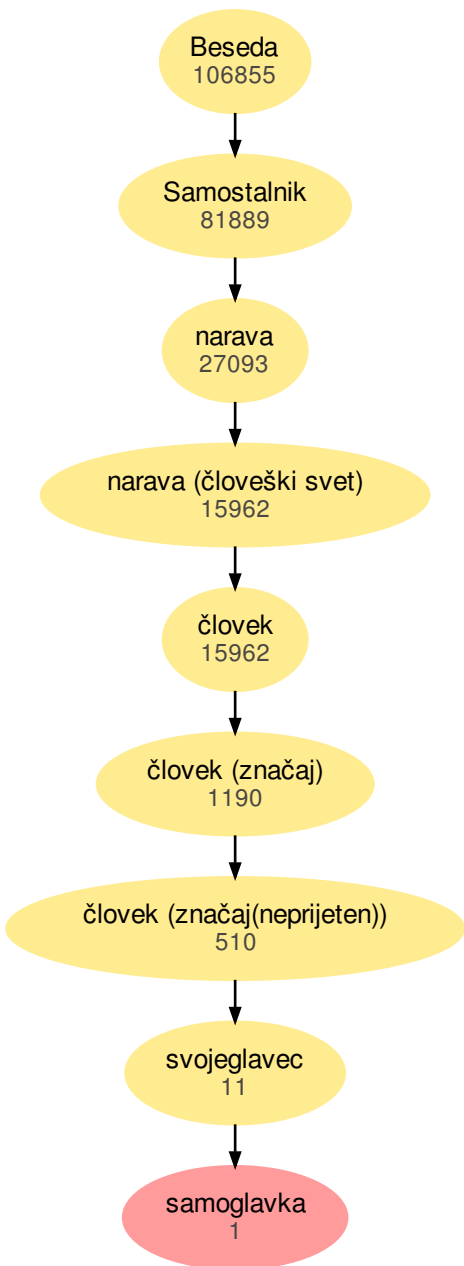 Beseda
106855
Samostalnik
81889
narava
27093
narava (človeški svet)
15962
človek
15962
človek (značaj)
1190
človek (značaj(neprijeten))
510
svojeglavec
11
samoglavka
1